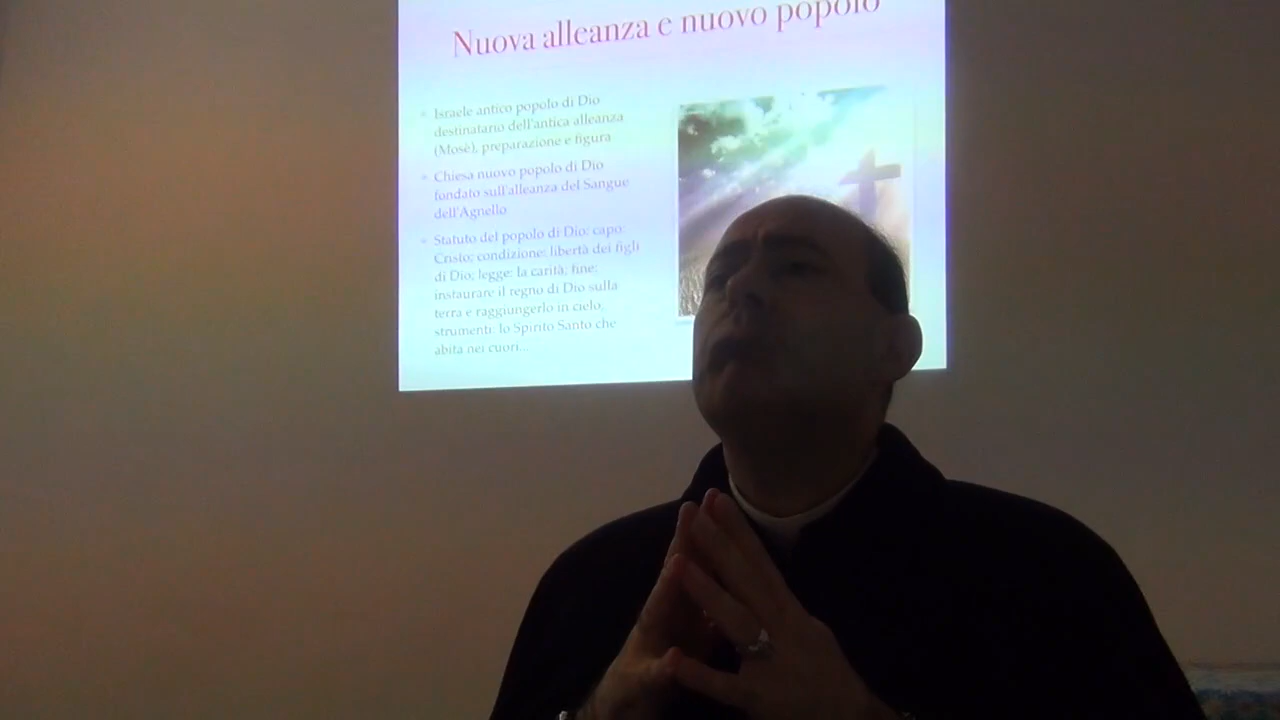 Nuova alleanza e nuovo popolo
Israele antico popolo di Dio
destinatario dell'antica alleanza
(Mosè), preparazione e figura
Chiesa nuovo popolo di Dio
fondato sull'alleanza del Sangue
dell'Agnello
Statuto del popolo di Dio: capo:
Cristo; condizione: libertà dei figli
di Dio; legge: la carità; fine:
instaurare il regno di Dio sulla
terra e raggiungerlo in cielo,
strumenti: lo Spirito Santo che
abita nei cuori...